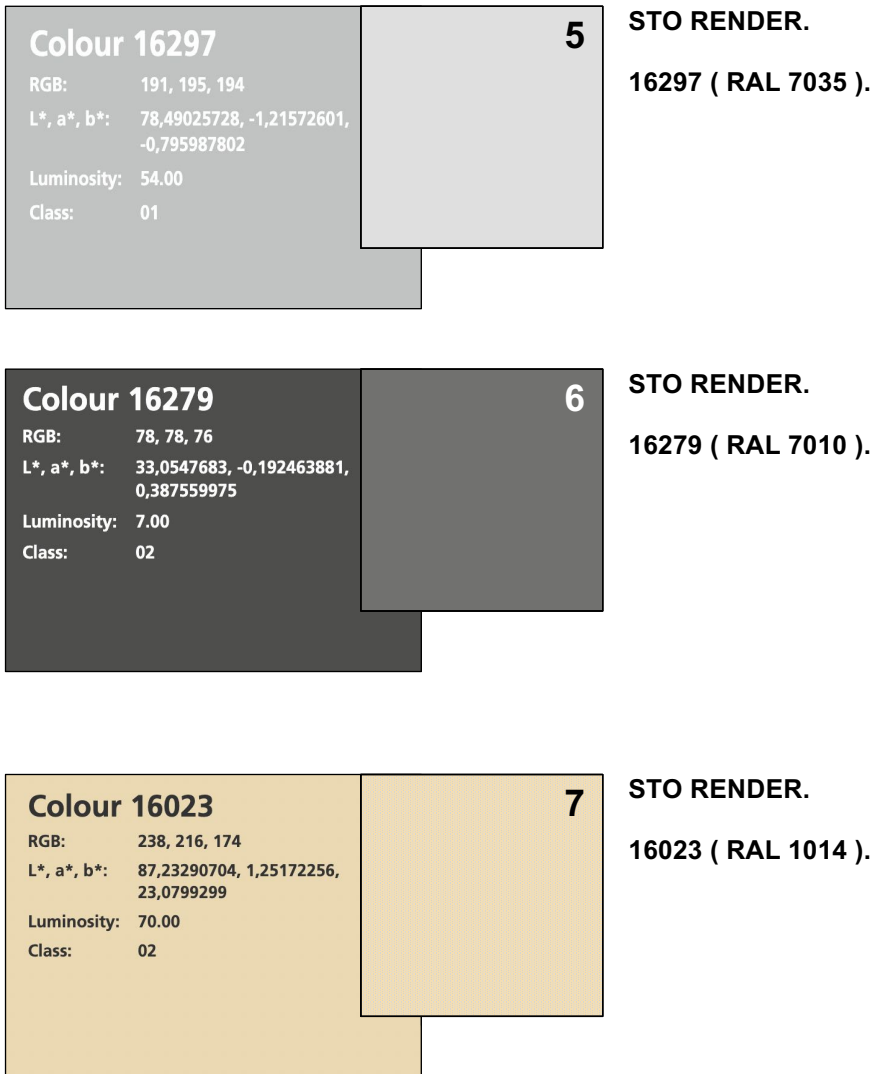 Colour 16297
RGB: 191, 195, 194
L*, a*, b*: 78,49025728, -1,21572601,
-0,795987802
Luminosity: 54.00
Class: 01
5
STO RENDER.
16297 ( RAL 7035 ).
Colour 16279
RGB: 78, 78, 76
L*, a*, b*: 33,0547683, -0,192463881,
0,387559975
Luminosity: 7.00
Class: 02
6
STO RENDER.
16279 ( RAL 7010 ).
Colour 16023
RGB: 238, 216, 174
L*, a*, b*: 87,23290704, 1,25172256,
23,0799299
Luminosity: 70.00
Class: 02
7
STO RENDER.
16023 ( RAL 1014 ).